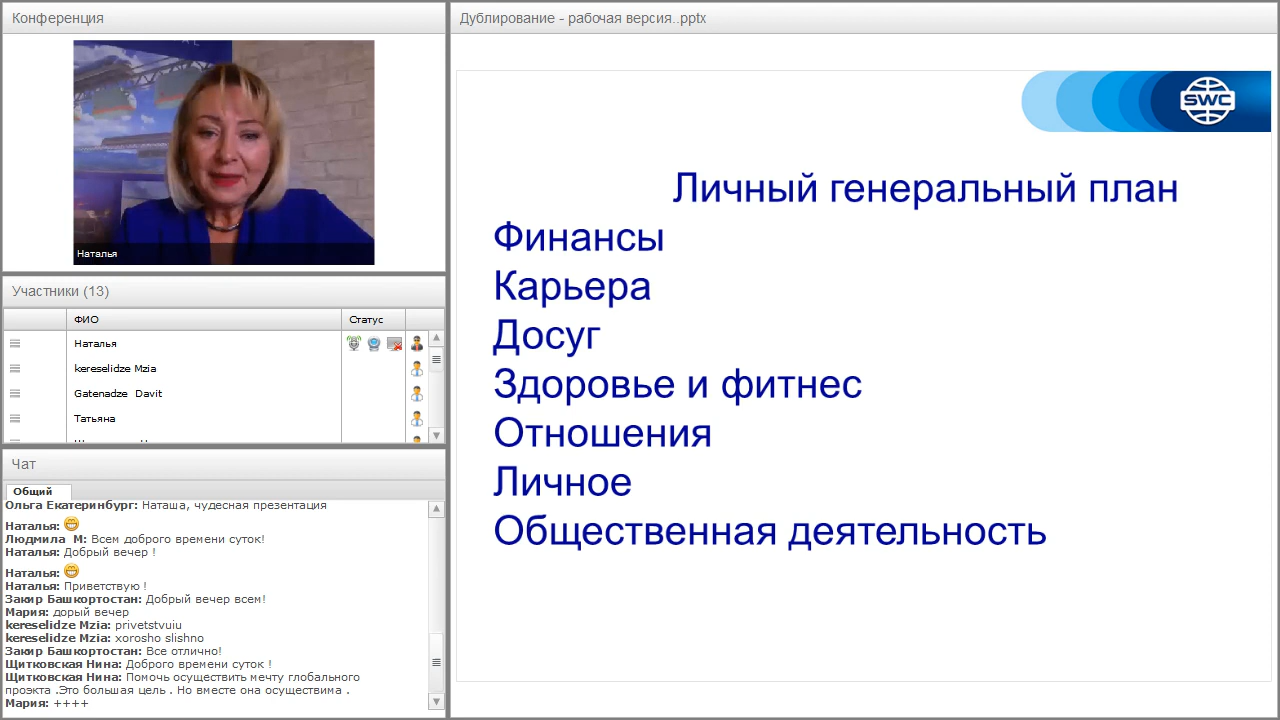 Конференция
Наталья
Участники (13)
ФИО
Статус
Наталья
kereselidze Mzia
Gatenadze Davit
Татьяна
Чат
Общий
Ольга Екатеринбург: Наташа, чудесная презентация
Наталья:
Людмила М: Всем доброго времени суток!
Наталья: Добрый вечер !
Наталья:
Наталья: Приветствую !
Закир Башкортостан: Добрый вечер всем!
Мария: дорый вечер
kereselidze Mzia: privetstvuiu
kereselidze Mzia: xorosho slishno
Закир Башкортостан: Все отлично!
Щитковская Нина: Доброго времени суток !
Щитковская Нина: Помочь осуществить мечту глобального
проэкта .Это большая цель . Но вместе она осуществима .
Мария: ++++
Дублирование - рабочая версия..pptx
SWC
Личный генеральный план
Финансы
Карьера
Досуг
Здоровье и фитнес
Отношения
Личное
Общественная деятельность